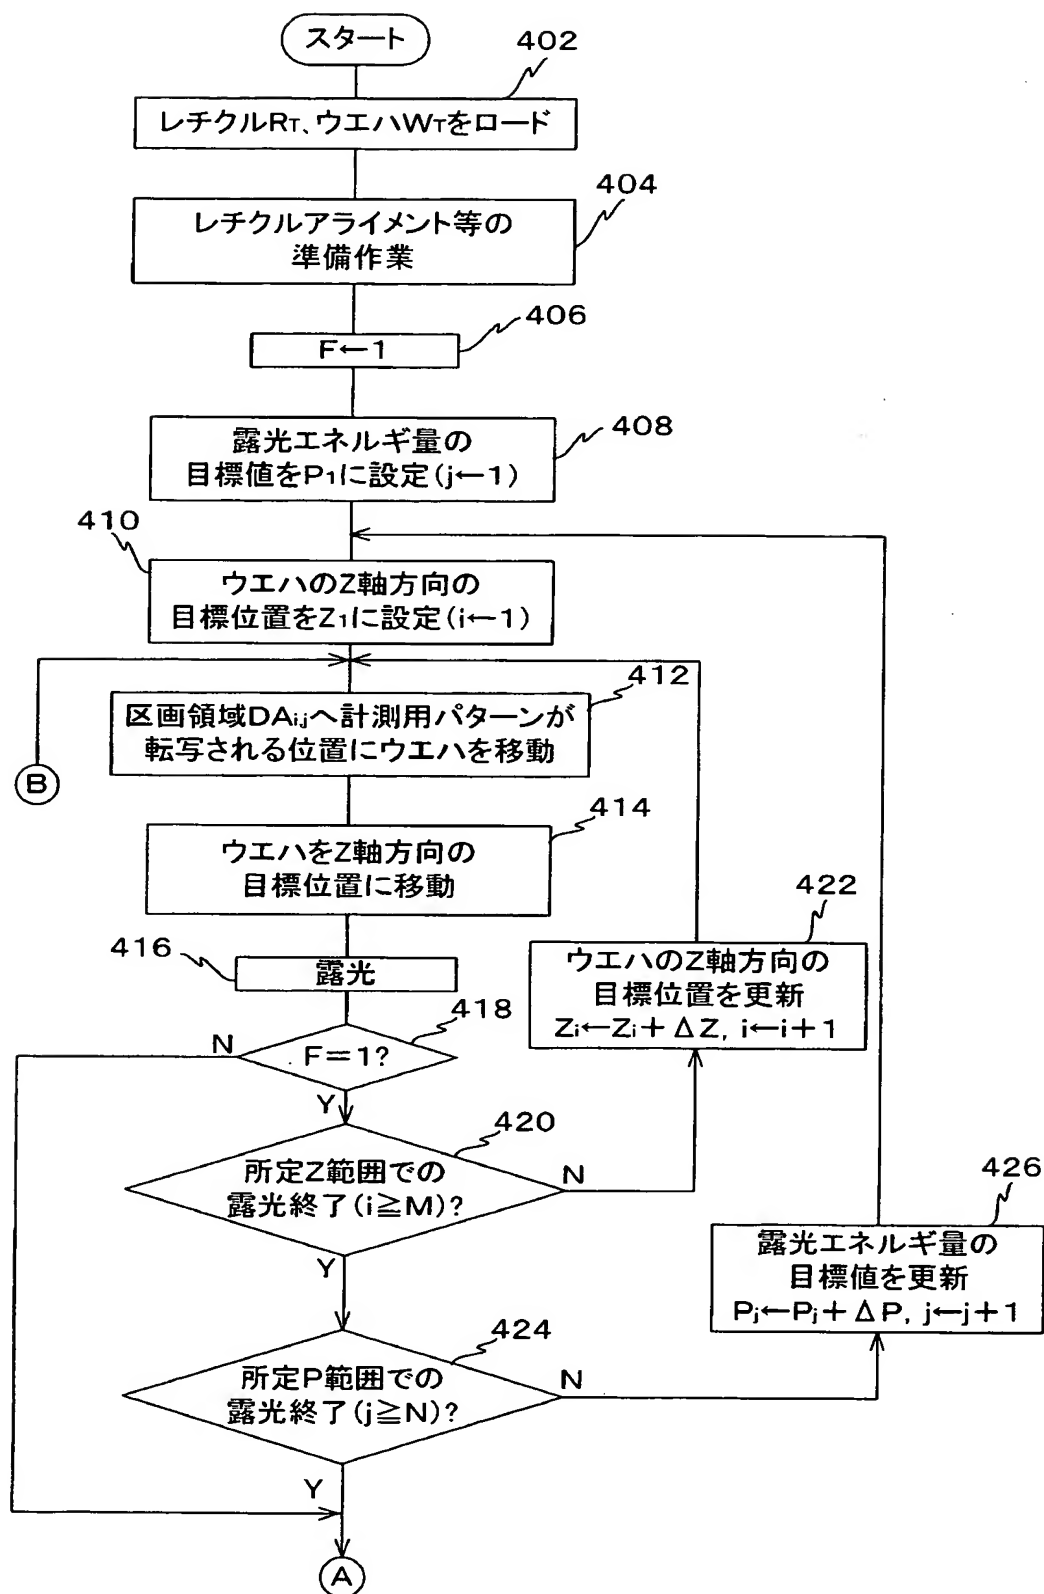 スタート
402
レチクルRT、ウエハWTをロード
404
レチクルアライメント等の
準備作業
406
F←1
408
露光エネルギ量の
目標値をP1に設定(j←1)
410
ウエハのZ軸方向の
目標位置をZ1に設定(i←1)
412
区画領域DAi,jへ計測用パターンが
転写される位置にウエハを移動
B
414
ウエハをZ軸方向の
目標位置に移動
422
ウエハのZ軸方向の
目標位置を更新
Zi←Zi+ΔZ, i←i+1
416
露光
418
N
F=1?
Y
420
所定Z範囲での
露光終了(i≧M)?
N
Y
426
露光エネルギ量の
目標値を更新
Pj←Pj+ΔP, j←j+1
424
所定P範囲での
露光終了(j≧N)?
N
Y
A